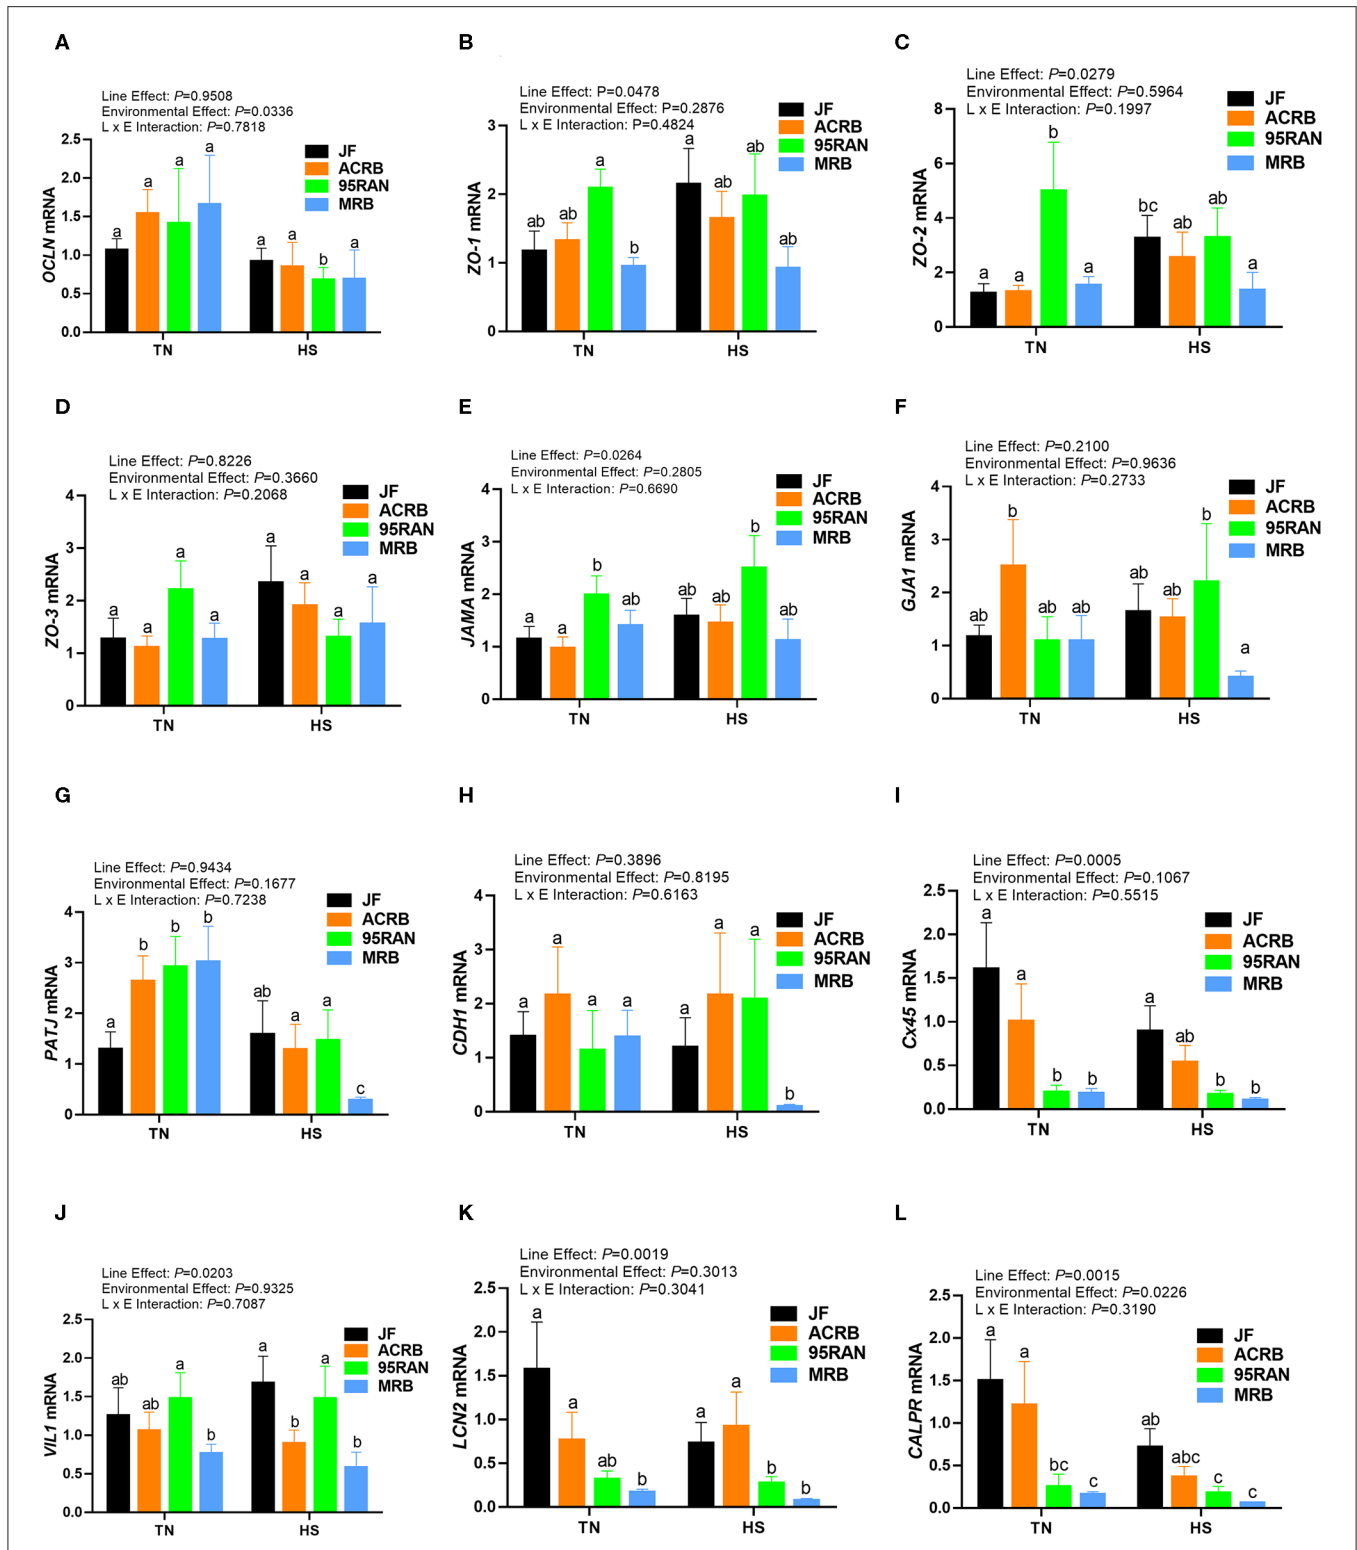 A
Line Effect: P=0.9508
Environmental Effect: P=0.0336
L x E Interaction: P=0.7818
JF
ACRB
95RAN
MRB
OCLN mRNA
2.5
2.0
1.5
1.0
0.5
0.0
a a a a a a b a
TN HS
B
Line Effect: P=0.0478
Environmental Effect: P=0.2876
L x E Interaction: P=0.4824
JF
ACRB
95RAN
MRB
ZO-1 mRNA
3
2
1
0
ab ab a b a ab ab ab
TN HS
C
Line Effect: P=0.0279
Environmental Effect: P=0.5964
L x E Interaction: P=0.1997
JF
ACRB
95RAN
MRB
ZO-2 mRNA
8
6
4
2
0
a a b a bc ab ab a
TN HS
D
Line Effect: P=0.8226
Environmental Effect: P=0.3660
L x E Interaction: P=0.2068
JF
ACRB
95RAN
MRB
ZO-3 mRNA
4
3
2
1
0
a a a a a a a a
TN HS
E
Line Effect: P=0.0264
Environmental Effect: P=0.2805
L x E Interaction: P=0.6690
JF
ACRB
95RAN
MRB
JAMA mRNA
4
3
2
1
0
a a b ab ab ab b ab
TN HS
F
Line Effect: P=0.2100
Environmental Effect: P=0.9636
L x E Interaction: P=0.2733
JF
ACRB
95RAN
MRB
GJA1 mRNA
4
3
2
1
0
ab b ab ab ab ab b a
TN HS
G
Line Effect: P=0.9434
Environmental Effect: P=0.1677
L x E Interaction: P=0.7238
JF
ACRB
95RAN
MRB
PATJ mRNA
4
3
2
1
0
a b b b ab a a c
TN HS
H
Line Effect: P=0.3896
Environmental Effect: P=0.8195
L x E Interaction: P=0.6163
JF
ACRB
95RAN
MRB
CDH1 mRNA
4
3
2
1
0
a a a a a a a b
TN HS
I
Line Effect: P=0.0005
Environmental Effect: P=0.1067
L x E Interaction: P=0.5515
JF
ACRB
95RAN
MRB
Cx45 mRNA
2.5
2.0
1.5
1.0
0.5
0.0
a a b b a ab b b
TN HS
J
Line Effect: P=0.0203
Environmental Effect: P=0.9325
L x E Interaction: P=0.7087
JF
ACRB
95RAN
MRB
VIL1 mRNA
2.5
2.0
1.5
1.0
0.5
0.0
ab ab a b a b a b
TN HS
K
Line Effect: P=0.0019
Environmental Effect: P=0.3013
L x E Interaction: P=0.3041
JF
ACRB
95RAN
MRB
LCN2 mRNA
2.5
2.0
1.5
1.0
0.5
0.0
a a ab b a a b b
TN HS
L
Line Effect: P=0.0015
Environmental Effect: P=0.0226
L x E Interaction: P=0.3190
JF
ACRB
95RAN
MRB
CALPR mRNA
2.5
2.0
1.5
1.0
0.5
0.0
a a bc c ab abc c c
TN HS